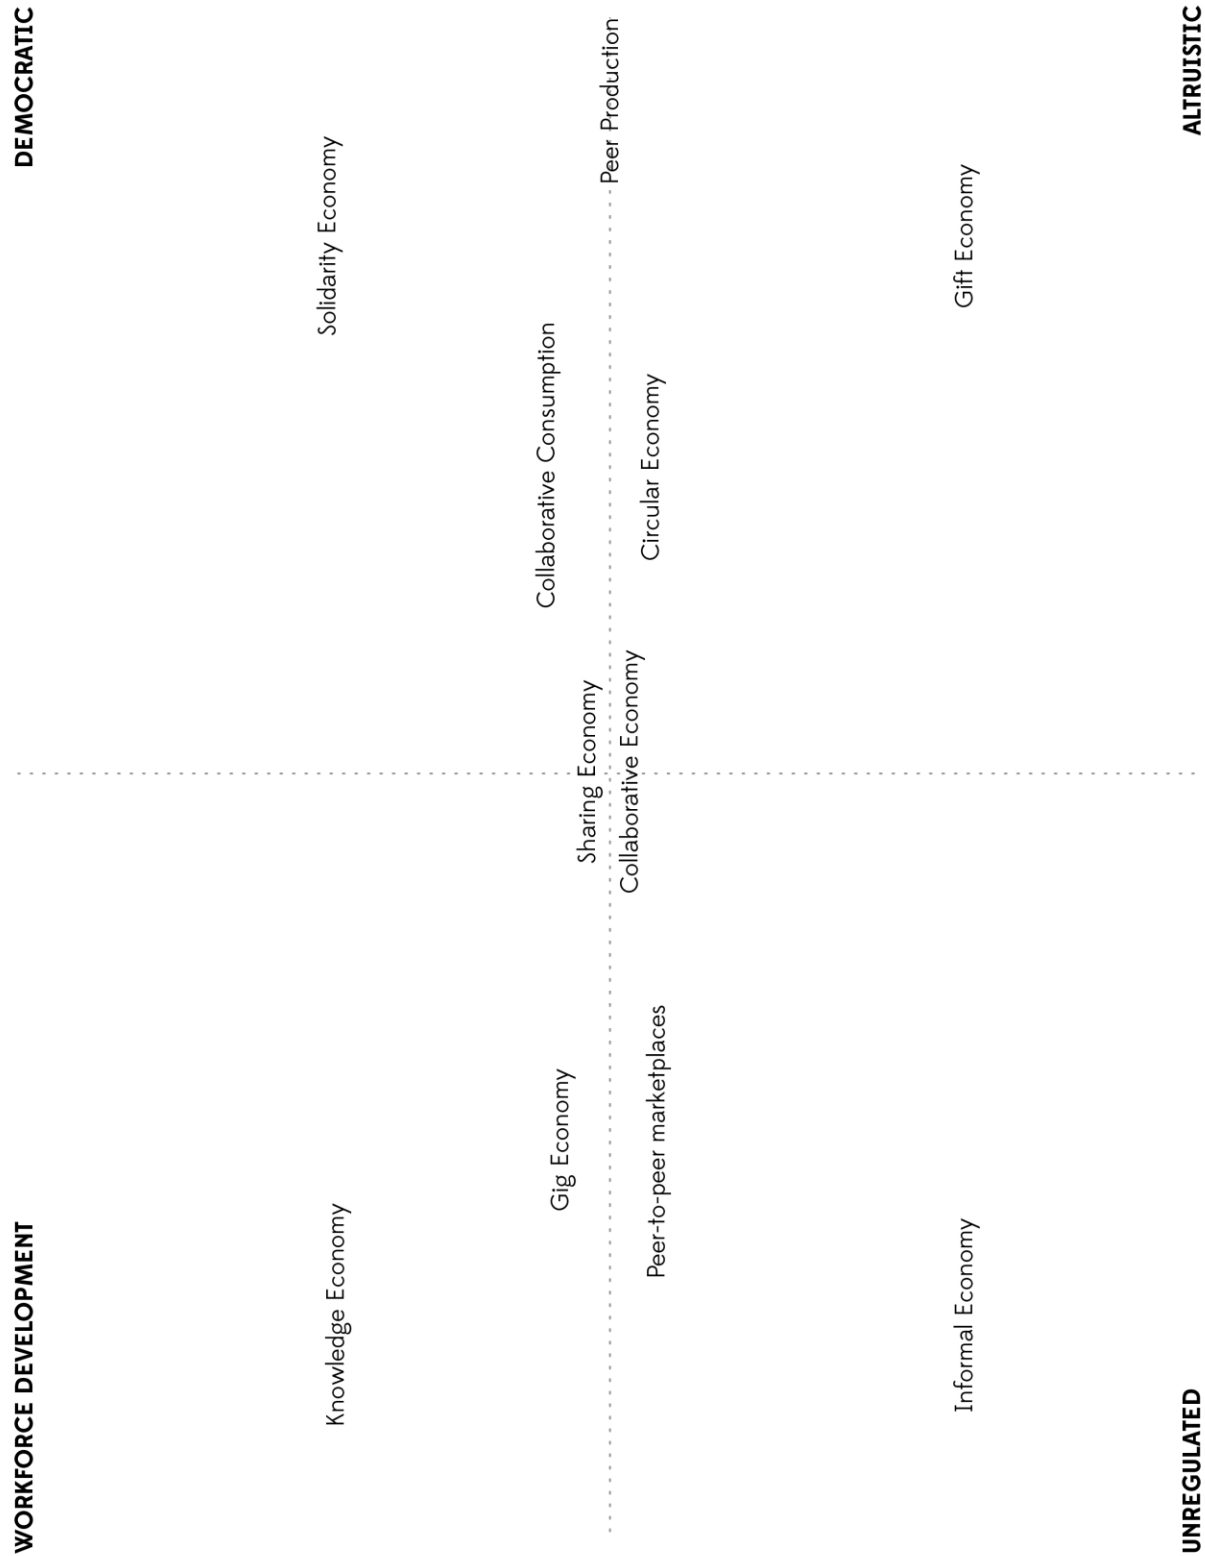 WORKFORCE DEVELOPMENT
DEMOCRATIC
Solidarity Economy
Knowledge Economy
Collaborative Consumption
Gig Economy
Sharing Economy
Peer Production
Collaborative Economy
Circular Economy
Peer-to-peer marketplaces
Gift Economy
Informal Economy
UNREGULATED
ALTRUISTIC